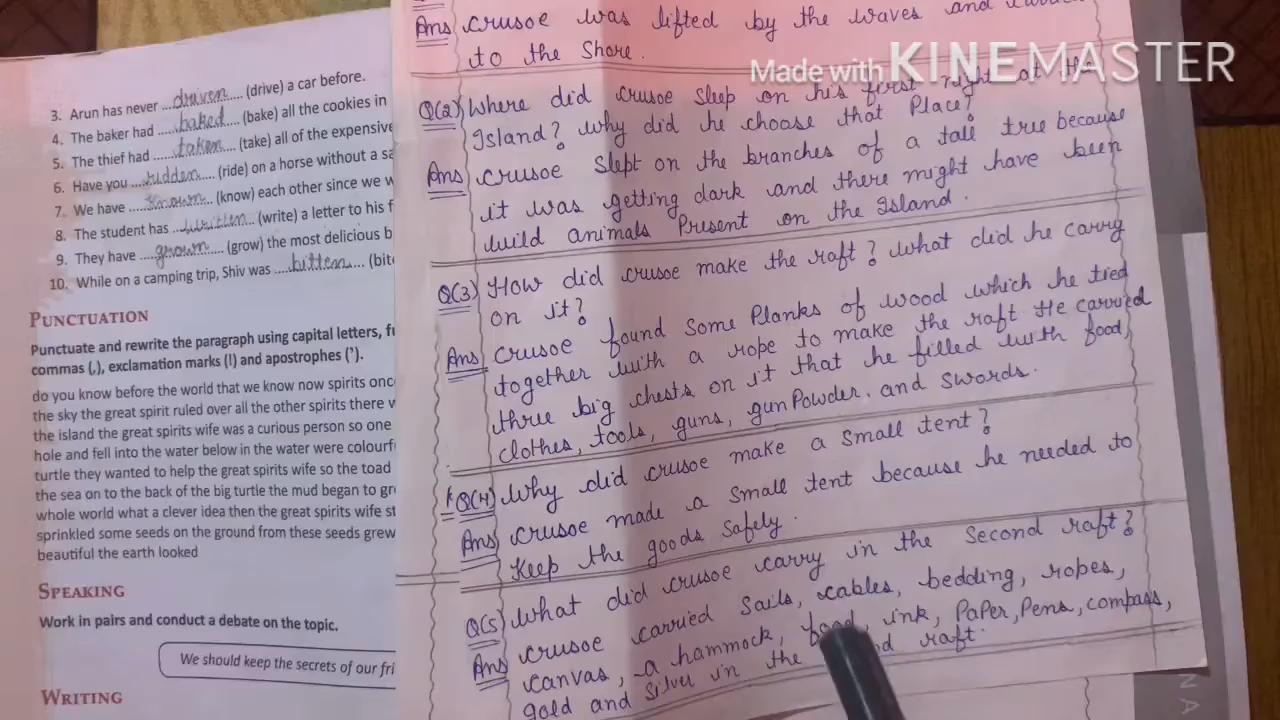 Made with KINEMASTER
3. Arun has never driven (drive) a car before.
4. The baker had baked (bake) all the cookies in
5. The thief had taken (take) all of the expensive
6. Have you ridden (ride) on a horse without a
7. We have known (know) each other since we
8. The student has written (write) a letter to his
9. They have grown (grow) the most delicious
10. While on a camping trip, Shiv was bitten
PUNCTUATION
Punctuate and rewrite the paragraph using capital letters,
commas (,), exclamation marks (!) and apostrophes (').
do you know before the world that we know now spirits
the sky the great spirit ruled over all the other spirits there
the island the great spirits wife was a curious person so one
hole and fell into the water below in the water were
turtle they wanted to help the great spirits wife so the toad
the sea on to the back of the big turtle the mud began to
whole world what a clever idea then the great spirits wife
sprinkled some seeds on the ground from these seeds grew
beautiful the earth looked
SPEAKING
Work in pairs and conduct a debate on the topic.
We should keep the secrets of our
WRITING
Ans Crusoe was lifted by the waves and
to the Shore.
Q(2) Where did Crusoe Sleep on his first night at the
Island? Why did he choose that Place?
Ans Crusoe Slept on the branches of a tall tree because
it was getting dark and there might have been
wild animals Present on the Island.
Q(3) How did Crusoe make the raft? What did he carry
on it?
Ans Crusoe found Some Planks of wood which he tied
together with a rope to make the raft He carried
three big chests on it that he filled with food,
clothes, tools, guns, gunPowder, and Swords.
Q(4) Why did Crusoe make a Small tent?
Ans Crusoe made a Small tent because he needed to
Keep the goods Safely.
Q(5) What did Crusoe carry in the Second raft?
Ans Crusoe carried Sails, cables, bedding, ropes,
canvas, a hammock, ink, PaPer, Pens, compass,
gold and Silver in the raft.